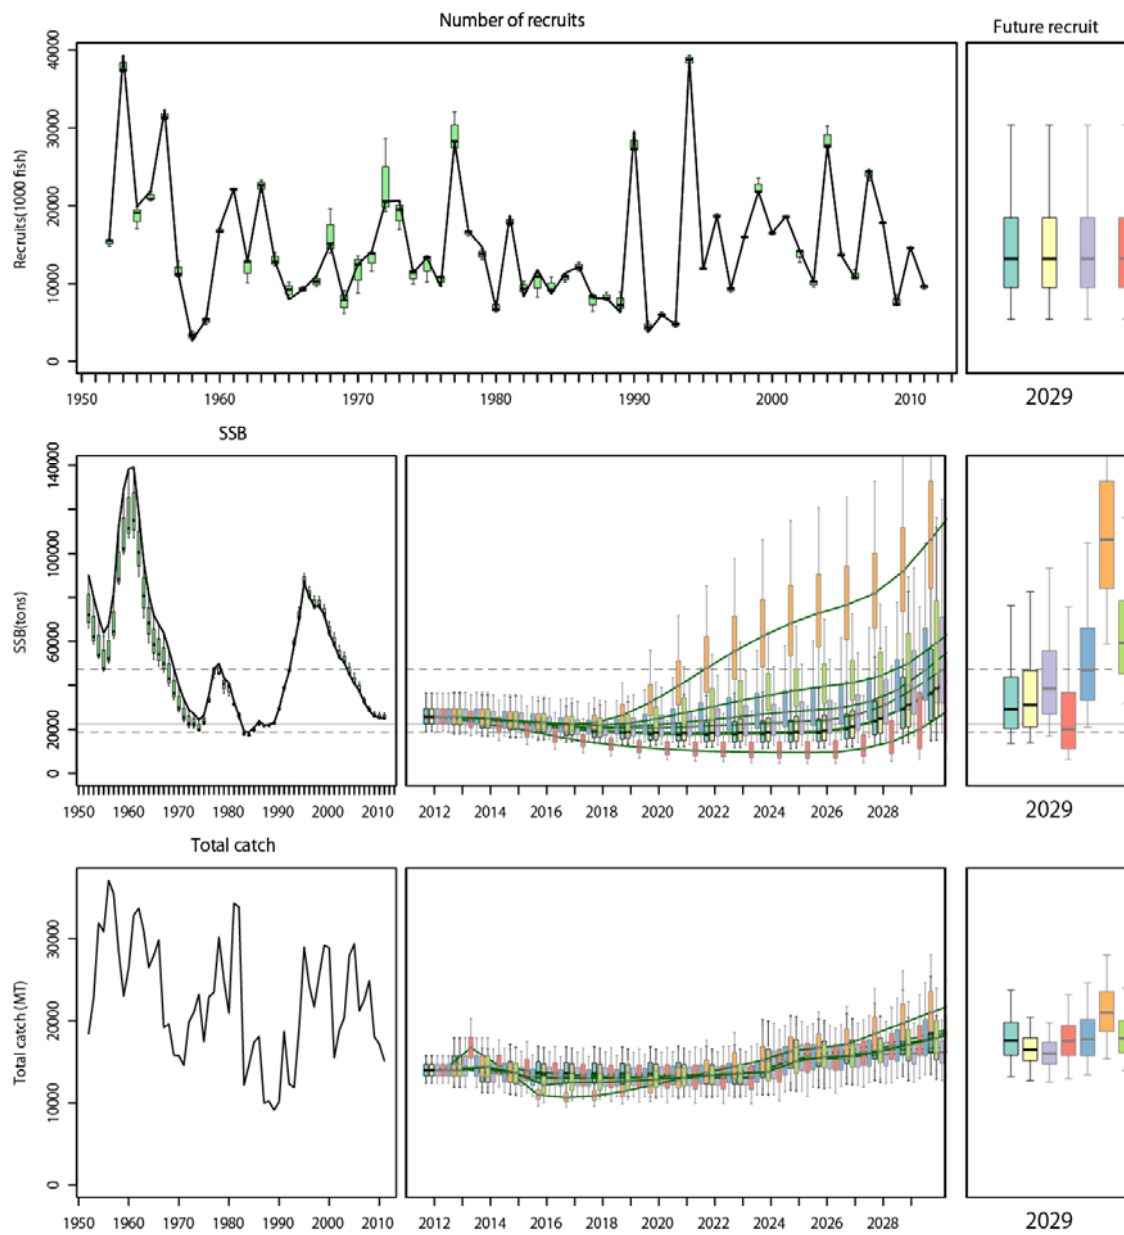 Number of recruits
Future recruit
Recruits(1000 fish)
40000
30000
20000
10000
0
1950 1960 1970 1980 1990 2000 2010
2029
SSB
SSB(tons)
140000
100000
60000
20000
0
1950 1960 1970 1980 1990 2000 2010
2012 2014 2016 2018 2020 2022 2024 2026 2028
2029
Total catch
Total catch (MT)
30000
20000
10000
0
1950 1960 1970 1980 1990 2000 2010
2012 2014 2016 2018 2020 2022 2024 2026 2028
2029